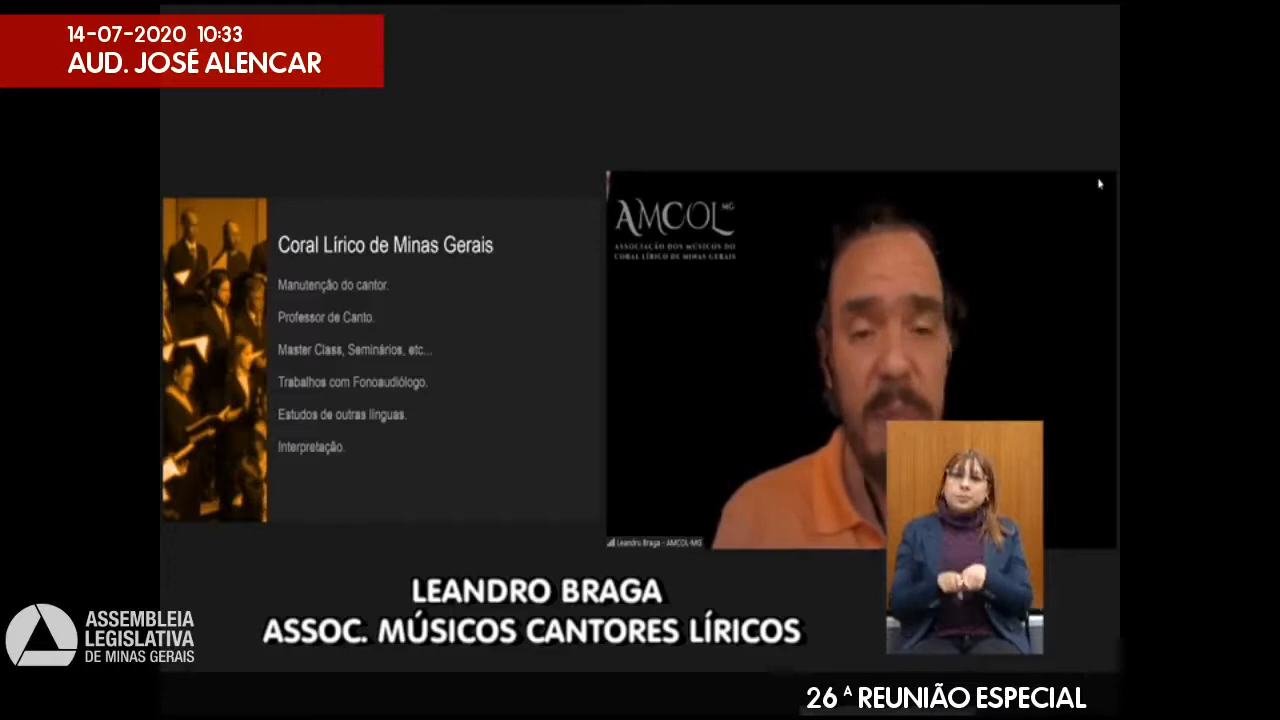 14-07-2020 10:33
AUD. JOSÉ ALENCAR
Coral Lírico de Minas Gerais
Manutenção do cantor.
Professor de Canto.
Master Class, Seminários, etc...
Trabalhos com Fonoaudiólogo.
Estudos de outras línguas.
Interpretação.
AMCOL MG
ASSOCIAÇÃO DOS MÚSICOS DO
CORAL LÍRICO DE MINAS GERAIS
Leandro Braga - AMCOL-MG
LEANDRO BRAGA
ASSOC. MÚSICOS CANTORES LÍRICOS
ASSEMBLEIA
LEGISLATIVA
DE MINAS GERAIS
26ª REUNIÃO ESPECIAL